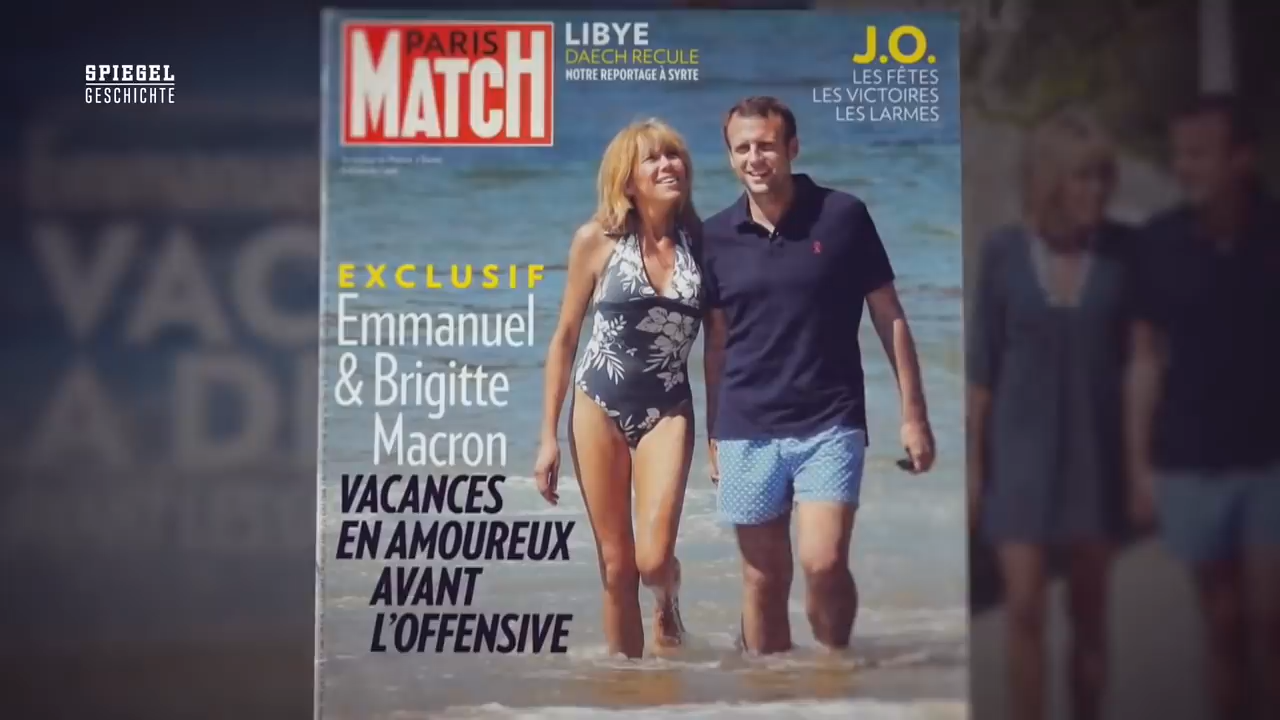 SPIEGEL
GESCHICHTE
PARIS
MATCH
LIBYE
DAECH RECULE
NOTRE REPORTAGE À SYRTE
J.O.
LES FÊTES
LES VICTOIRES
LES LARMES
EXCLUSIF
Emmanuel
& Brigitte
Macron
VACANCES
EN AMOUREUX
AVANT
L'OFFENSIVE
VAC
A D